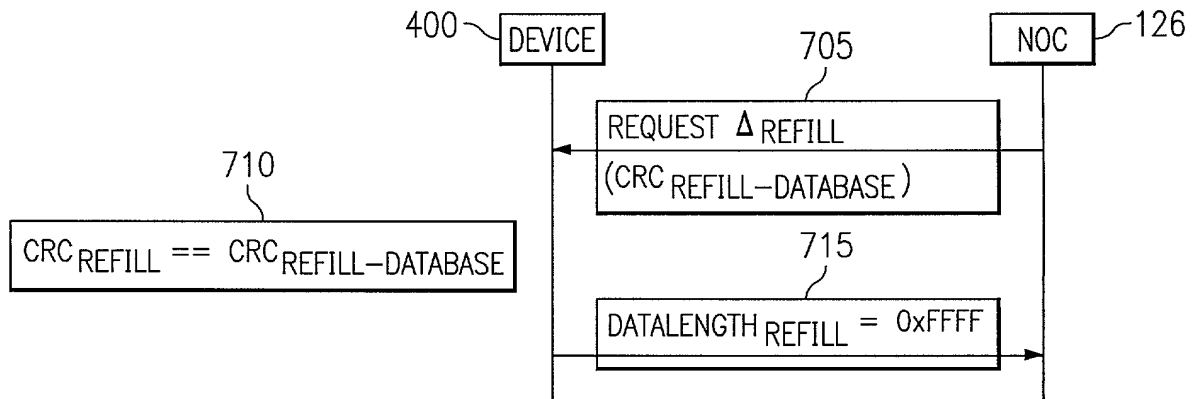 400 DEVICE NOC 126
705
REQUEST Δ REFILL
(CRC REFILL-DATABASE)
710
CRC REFILL == CRC REFILL-DATABASE
715
DATALENGTH REFILL = 0xFFFF